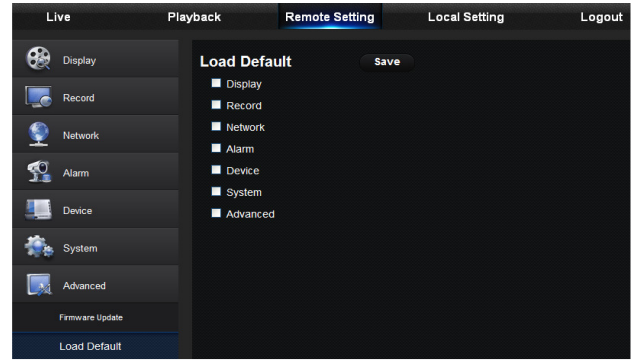 Live Playback Remote Setting Local Setting Logout
Display
Record
Network
Alarm
Device
System
Advanced
Firmware Update
Load Default
Load Default Save
Display
Record
Network
Alarm
Device
System
Advanced